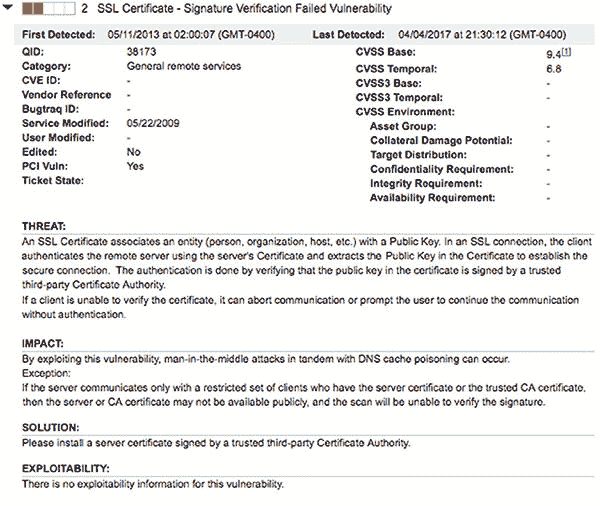 2 SSL Certificate - Signature Verification Failed Vulnerability
First Detected: 05/11/2013 at 02:00:07 (GMT-0400) Last Detected: 04/04/2017 at 21:30:12 (GMT-0400)
QID: 38173 CVSS Base: 9.4[1]
Category: General remote services CVSS Temporal: 6.8
CVE ID: - CVSS3 Base: -
Vendor Reference - CVSS3 Temporal: -
Bugtraq ID: - CVSS Environment:
Service Modified: 05/22/2009 Asset Group: -
User Modified: - Collateral Damage Potential: -
Edited: No Target Distribution: -
PCI Vuln: Yes Confidentiality Requirement: -
Ticket State: Integrity Requirement: -
Availability Requirement: -
THREAT:
An SSL Certificate associates an entity (person, organization, host, etc.) with a Public Key. In an SSL connection, the client
authenticates the remote server using the server's Certificate and extracts the Public Key in the Certificate to establish the
secure connection. The authentication is done by verifying that the public key in the certificate is signed by a trusted
third-party Certificate Authority.
If a client is unable to verify the certificate, it can abort communication or prompt the user to continue the communication
without authentication.
IMPACT:
By exploiting this vulnerability, man-in-the-middle attacks in tandem with DNS cache poisoning can occur.
Exception:
If the server communicates only with a restricted set of clients who have the server certificate or the trusted CA certificate,
then the server or CA certificate may not be available publicly, and the scan will be unable to verify the signature.
SOLUTION:
Please install a server certificate signed by a trusted third-party Certificate Authority.
EXPLOITABILITY:
There is no exploitability information for this vulnerability.